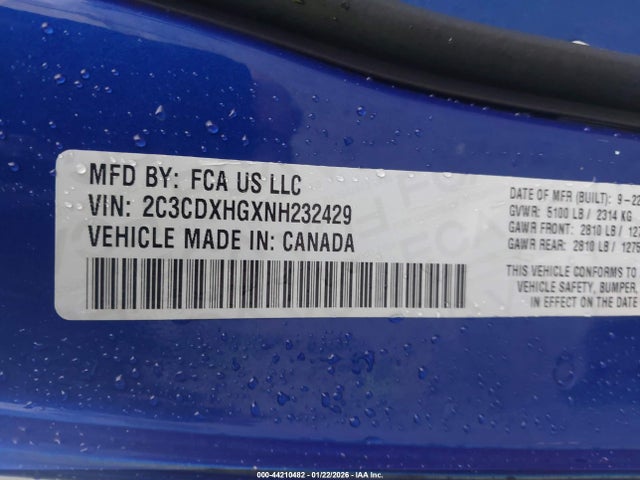 MFD BY: FCA US LLC
VIN: 2C3CDXHGXNH232429
VEHICLE MADE IN: CANADA
DATE OF MFR (BUILT): 9-22
GVWR: 5100 LB / 2314 KG
GAWR FRONT: 2810 LB / 127
GAWR REAR: 2810 LB / 1275
THIS VEHICLE CONFORMS TO
VEHICLE SAFETY, BUMPER,
IN EFFECT ON THE DATE
000-44210482 - 01/22/2026 - IAA Inc.